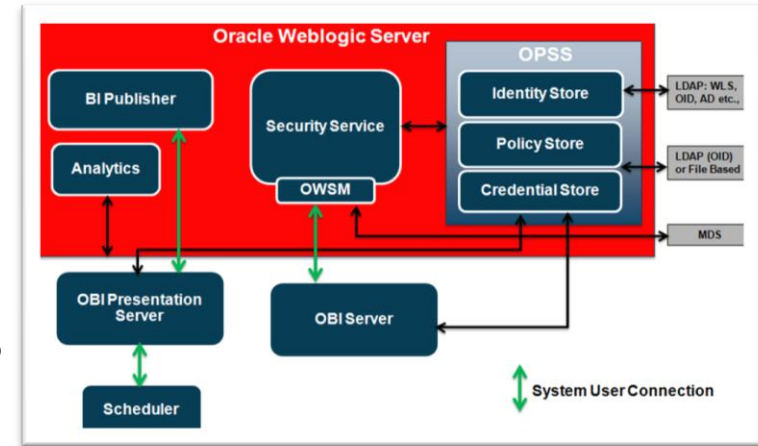 Oracle Weblogic Server
OPSS
BI Publisher
Security Service
Identity Store
LDAP: WLS,
OID, AD etc.,
Analytics
Policy Store
LDAP (OID)
or File Based
OWSM
Credential Store
MDS
OBI Presentation
Server
OBI Server
System User Connection
Scheduler